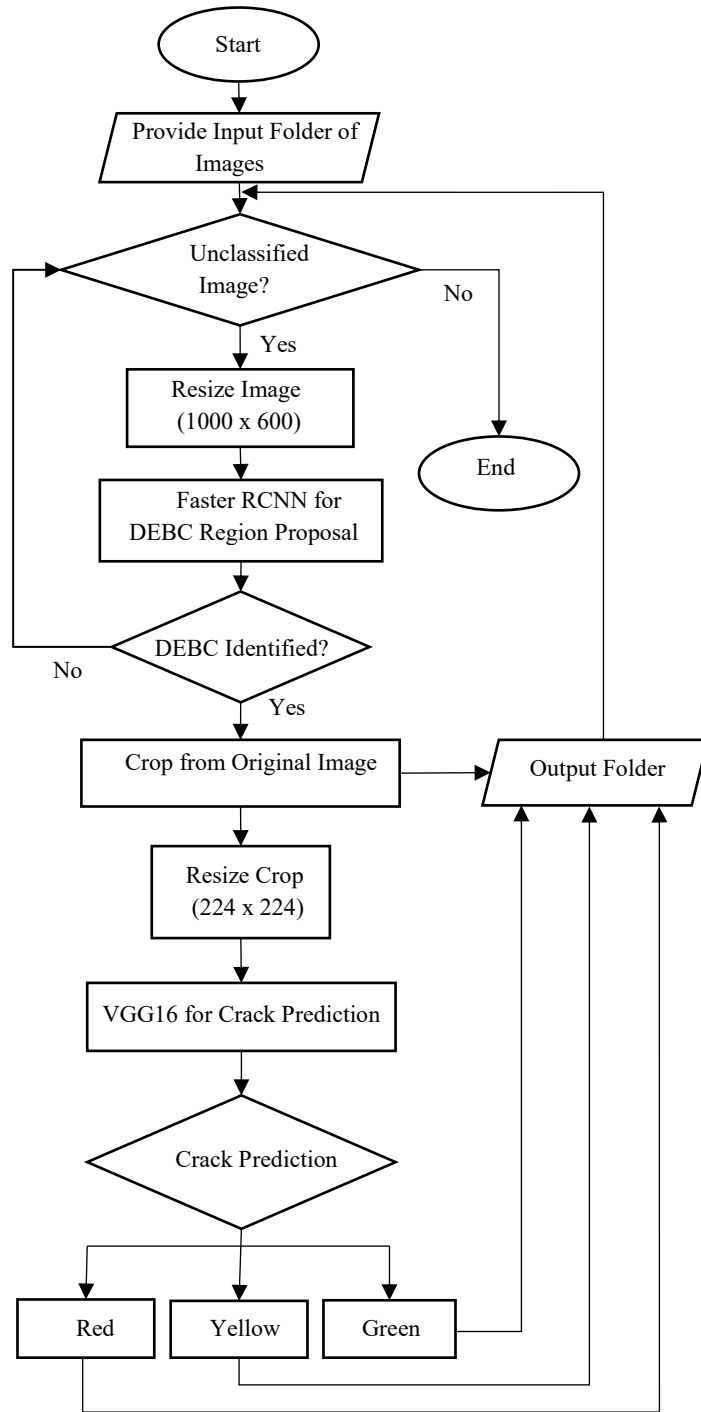 Start
Provide Input Folder of
Images
Unclassified
Image?
No
Yes
Resize Image
(1000 x 600)
End
Faster RCNN for
DEBC Region Proposal
DEBC Identified?
No
Yes
Crop from Original Image
Output Folder
Resize Crop
(224 x 224)
VGG16 for Crack Prediction
Crack Prediction
Red
Yellow
Green